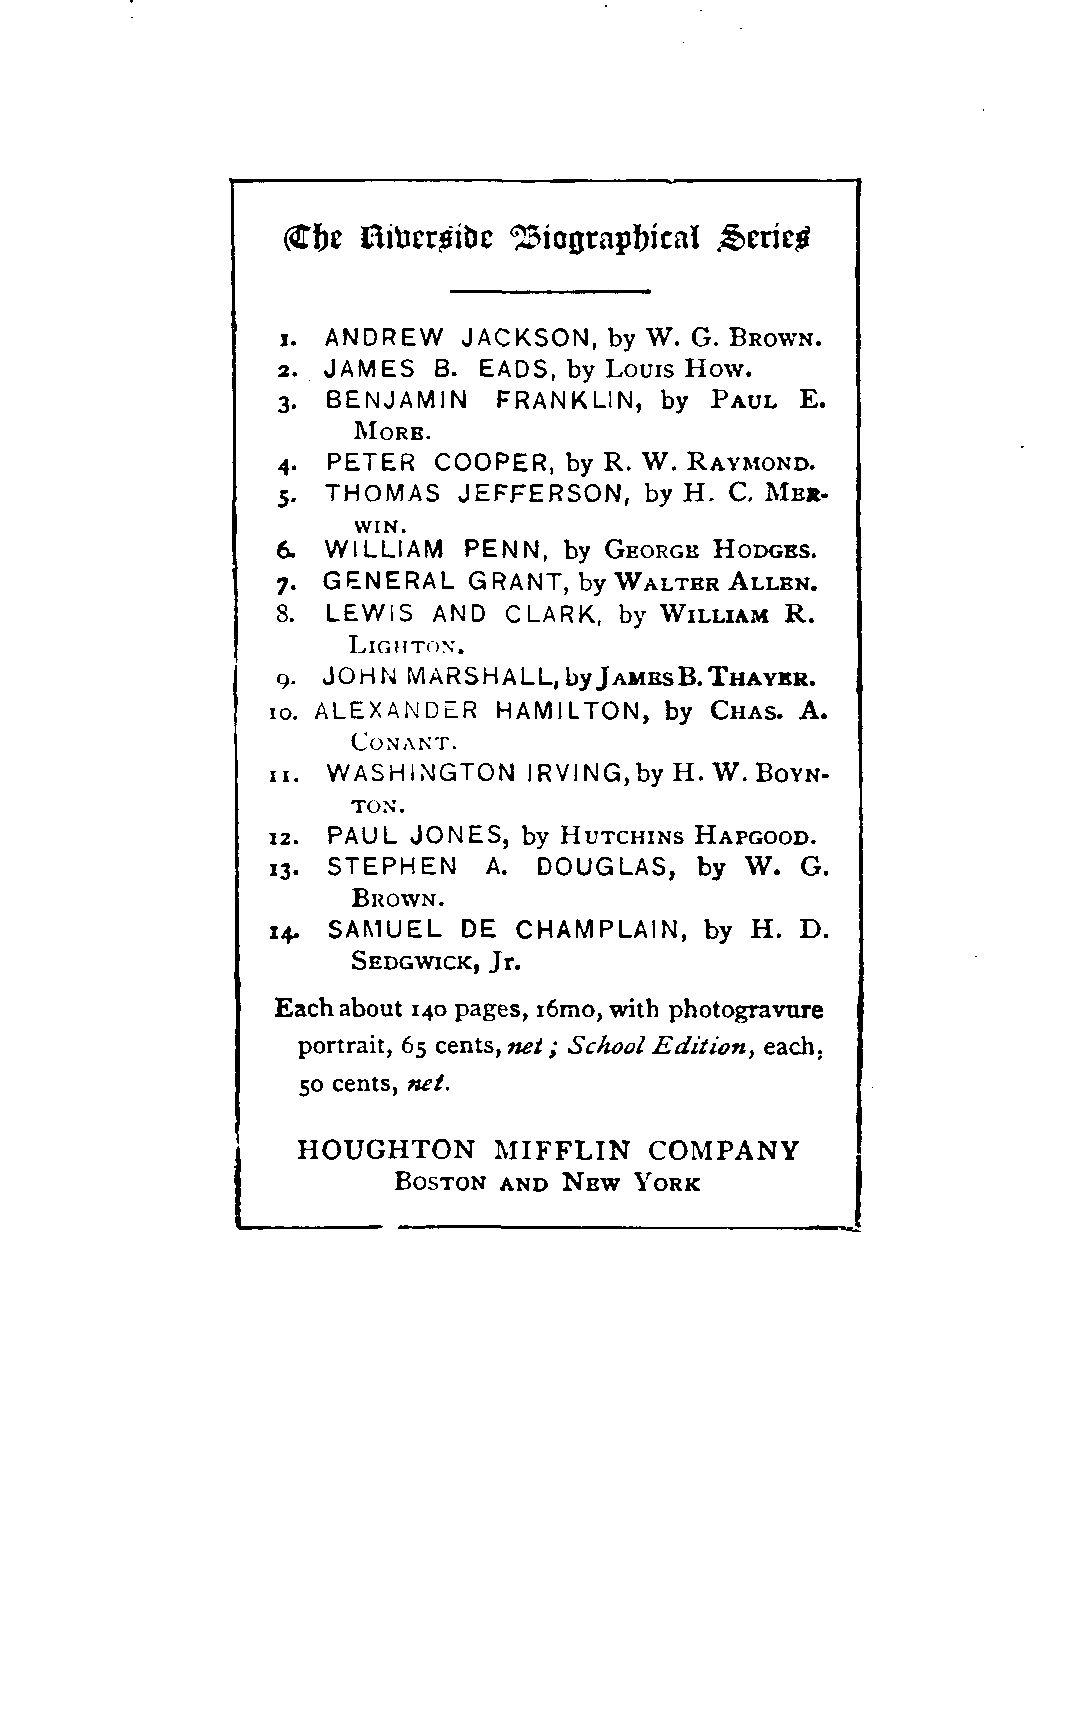 The Riverside Biographical Series
1. ANDREW JACKSON, by W. G. BROWN.
2. JAMES B. EADS, by LOUIS HOW.
3. BENJAMIN FRANKLIN, by PAUL E.
MORE.
4. PETER COOPER, by R. W. RAYMOND.
5. THOMAS JEFFERSON, by H. C. MER-
WIN.
6. WILLIAM PENN, by GEORGE HODGES.
7. GENERAL GRANT, by WALTER ALLEN.
8. LEWIS AND CLARK, by WILLIAM R.
LIGHTON.
9. JOHN MARSHALL, by JAMES B. THAYER.
10. ALEXANDER HAMILTON, by CHAS. A.
CONANT.
11. WASHINGTON IRVING, by H. W. BOYN-
TON.
12. PAUL JONES, by HUTCHINS HAPGOOD.
13. STEPHEN A. DOUGLAS, by W. G.
BROWN.
14. SAMUEL DE CHAMPLAIN, by H. D.
SEDGWICK, Jr.
Each about 140 pages, 16mo, with photogravure
portrait, 65 cents, net; School Edition, each,
50 cents, net.
HOUGHTON MIFFLIN COMPANY
BOSTON AND NEW YORK